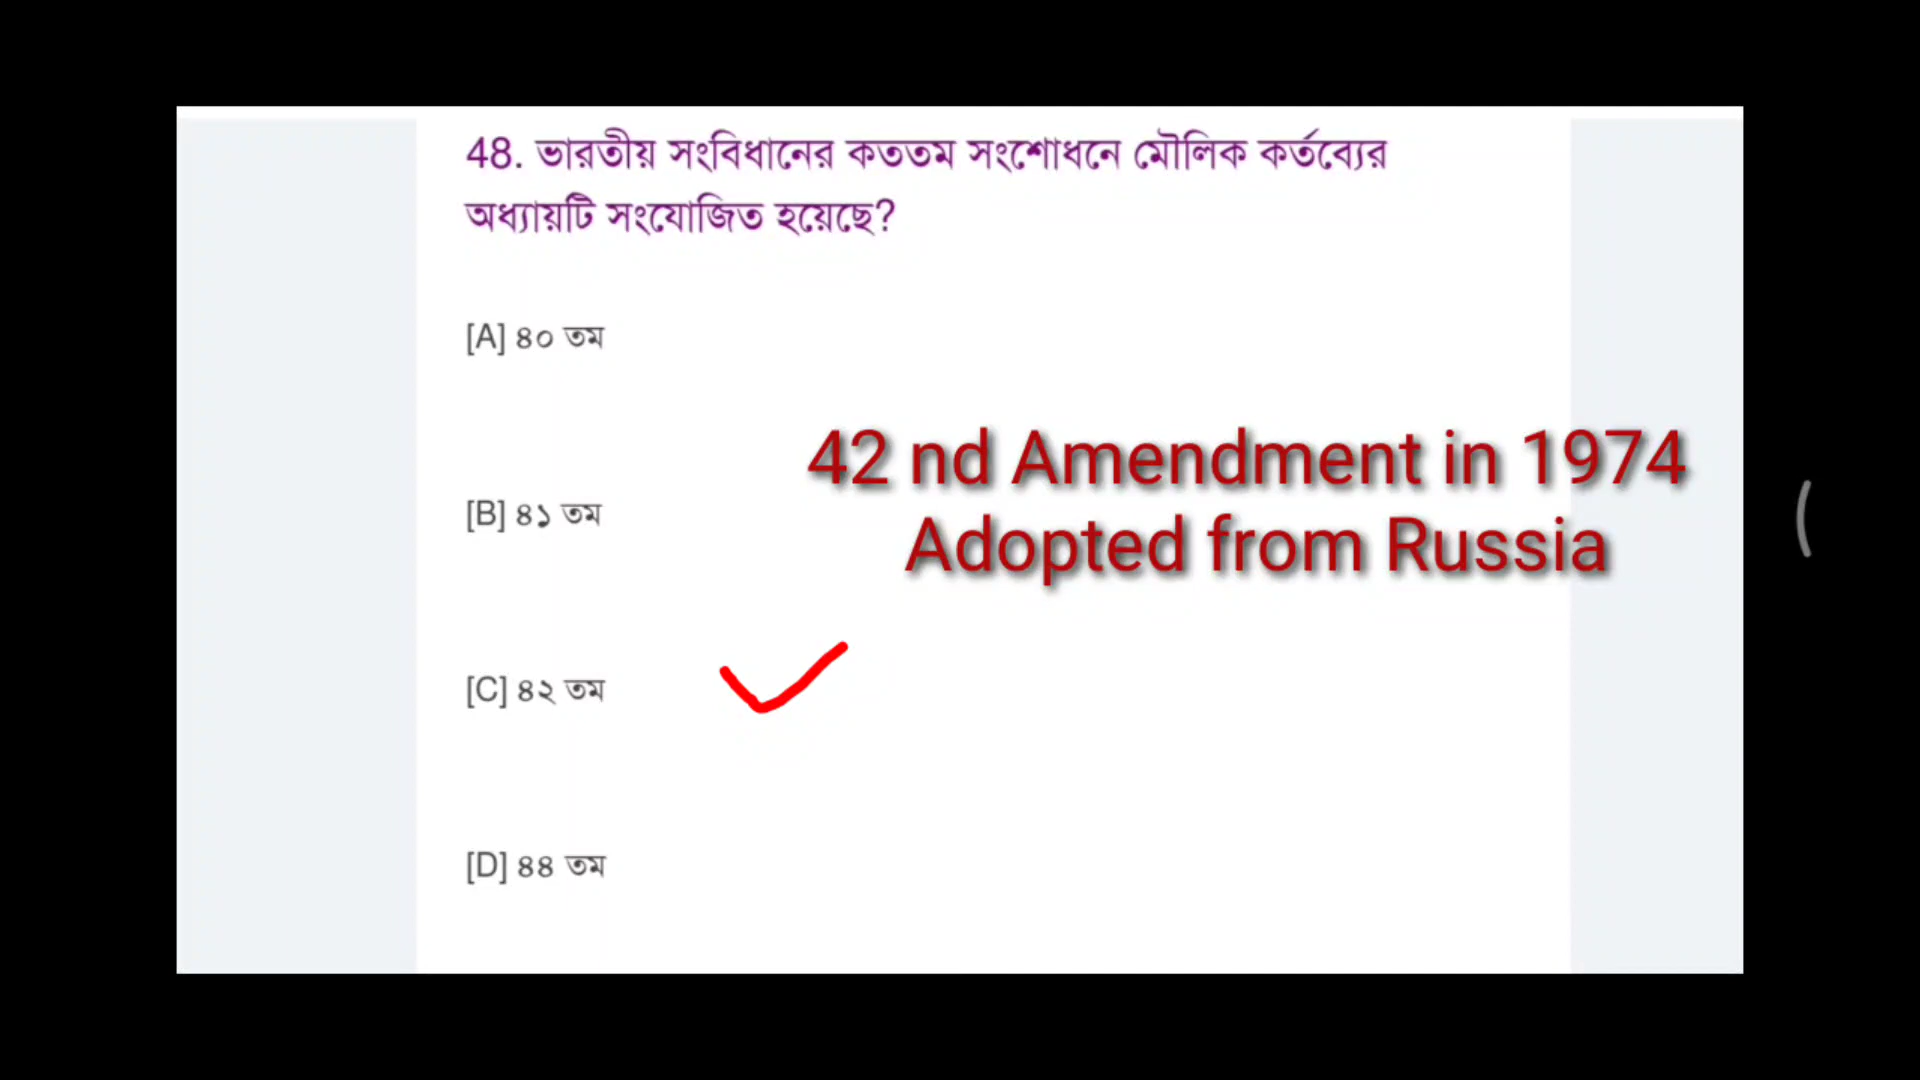 48. ভারতীয় সংবিধানের কততম সংশোধনে মৌলিক কর্তব্যের
অধ্যায়টি সংযোজিত হয়েছে?
[A] ৪০ তম
42 nd Amendment in 1974
Adopted from Russia
[B] ৪১ তম
[C] ৪২ তম
[D] ৪৪ তম